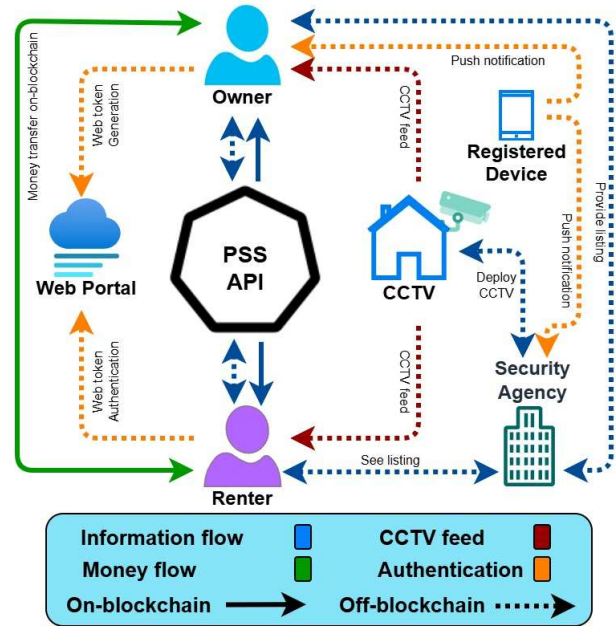 Owner
Push notification
Money transfer on-blockchain
Web token
Generation
CCTV feed
Registered
Device
Provide listing
PSS
API
Web Portal
CCTV
Deploy
CCTV
Push notification
Web token
Authentication
CCTV feed
Security
Agency
See listing
Renter
Information flow
CCTV feed
Money flow
Authentication
On-blockchain
Off-blockchain